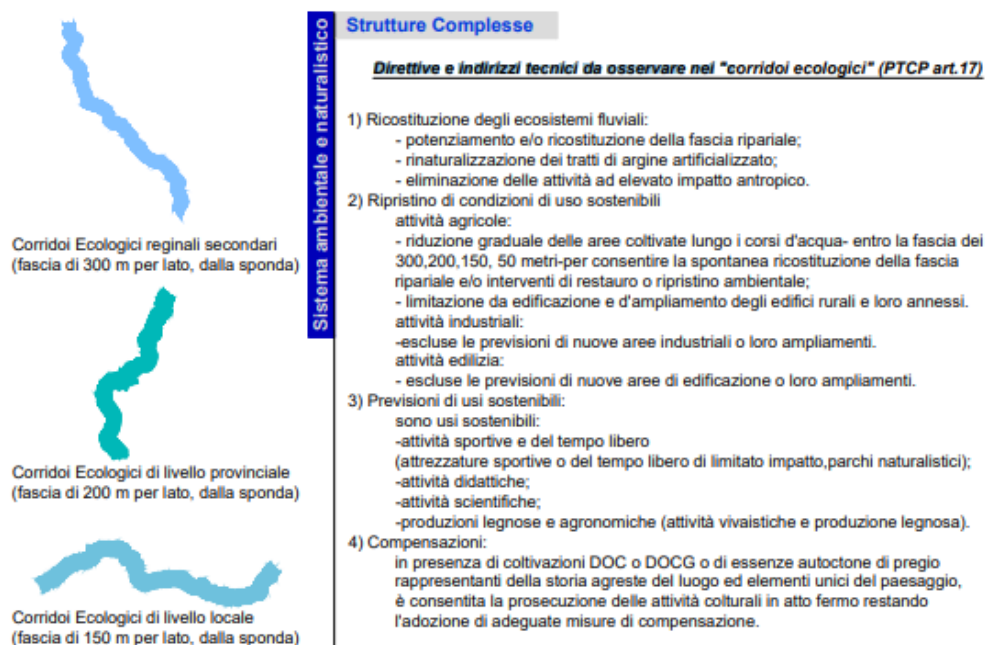 Corridoi Ecologici reginali secondari
(fascia di 300 m per lato, dalla sponda)
Corridoi Ecologici di livello provinciale
(fascia di 200 m per lato, dalla sponda)
Corridoi Ecologici di livello locale
(fascia di 150 m per lato, dalla sponda)
Sistema ambientale e naturalistico
Strutture Complesse
Direttive e indirizzi tecnici da osservare nei "corridoi ecologici" (PTCP art.17)
1) Ricostituzione degli ecosistemi fluviali:
- potenziamento e/o ricostituzione della fascia ripariale;
- rinaturalizzazione dei tratti di argine artificializzato;
- eliminazione delle attività ad elevato impatto antropico.
2) Ripristino di condizioni di uso sostenibili
attività agricole:
- riduzione graduale delle aree coltivate lungo i corsi d'acqua- entro la fascia dei
300,200,150, 50 metri-per consentire la spontanea ricostituzione della fascia
ripariale e/o interventi di restauro o ripristino ambientale;
- limitazione da edificazione e d'ampliamento degli edifici rurali e loro annessi.
attività industriali:
-escluse le previsioni di nuove aree industriali o loro ampliamenti.
attività edilizia:
- escluse le previsioni di nuove aree di edificazione o loro ampliamenti.
3) Previsioni di usi sostenibili:
sono usi sostenibili:
-attività sportive e del tempo libero
(attrezzature sportive o del tempo libero di limitato impatto,parchi naturalistici);
-attività didattiche;
-attività scientifiche;
-produzioni legnose e agronomiche (attività vivaistiche e produzione legnosa).
4) Compensazioni:
in presenza di coltivazioni DOC o DOCG o di essenze autoctone di pregio
rappresentanti della storia agreste del luogo ed elementi unici del paesaggio,
è consentita la prosecuzione delle attività colturali in atto fermo restando
l'adozione di adeguate misure di compensazione.